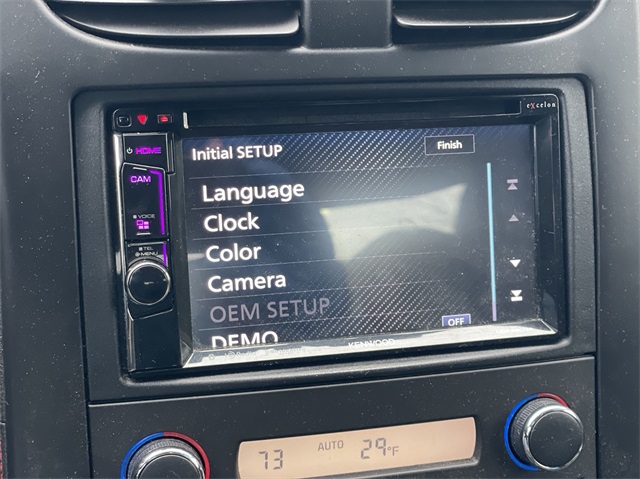 eXcelon
HOME
Initial SETUP
Finish
CAM
Language
VOICE
Clock
Color
TEL
MENU
Camera
OEM SETUP
DEMO
OFF
KENWOOD
73
AUTO
29°F